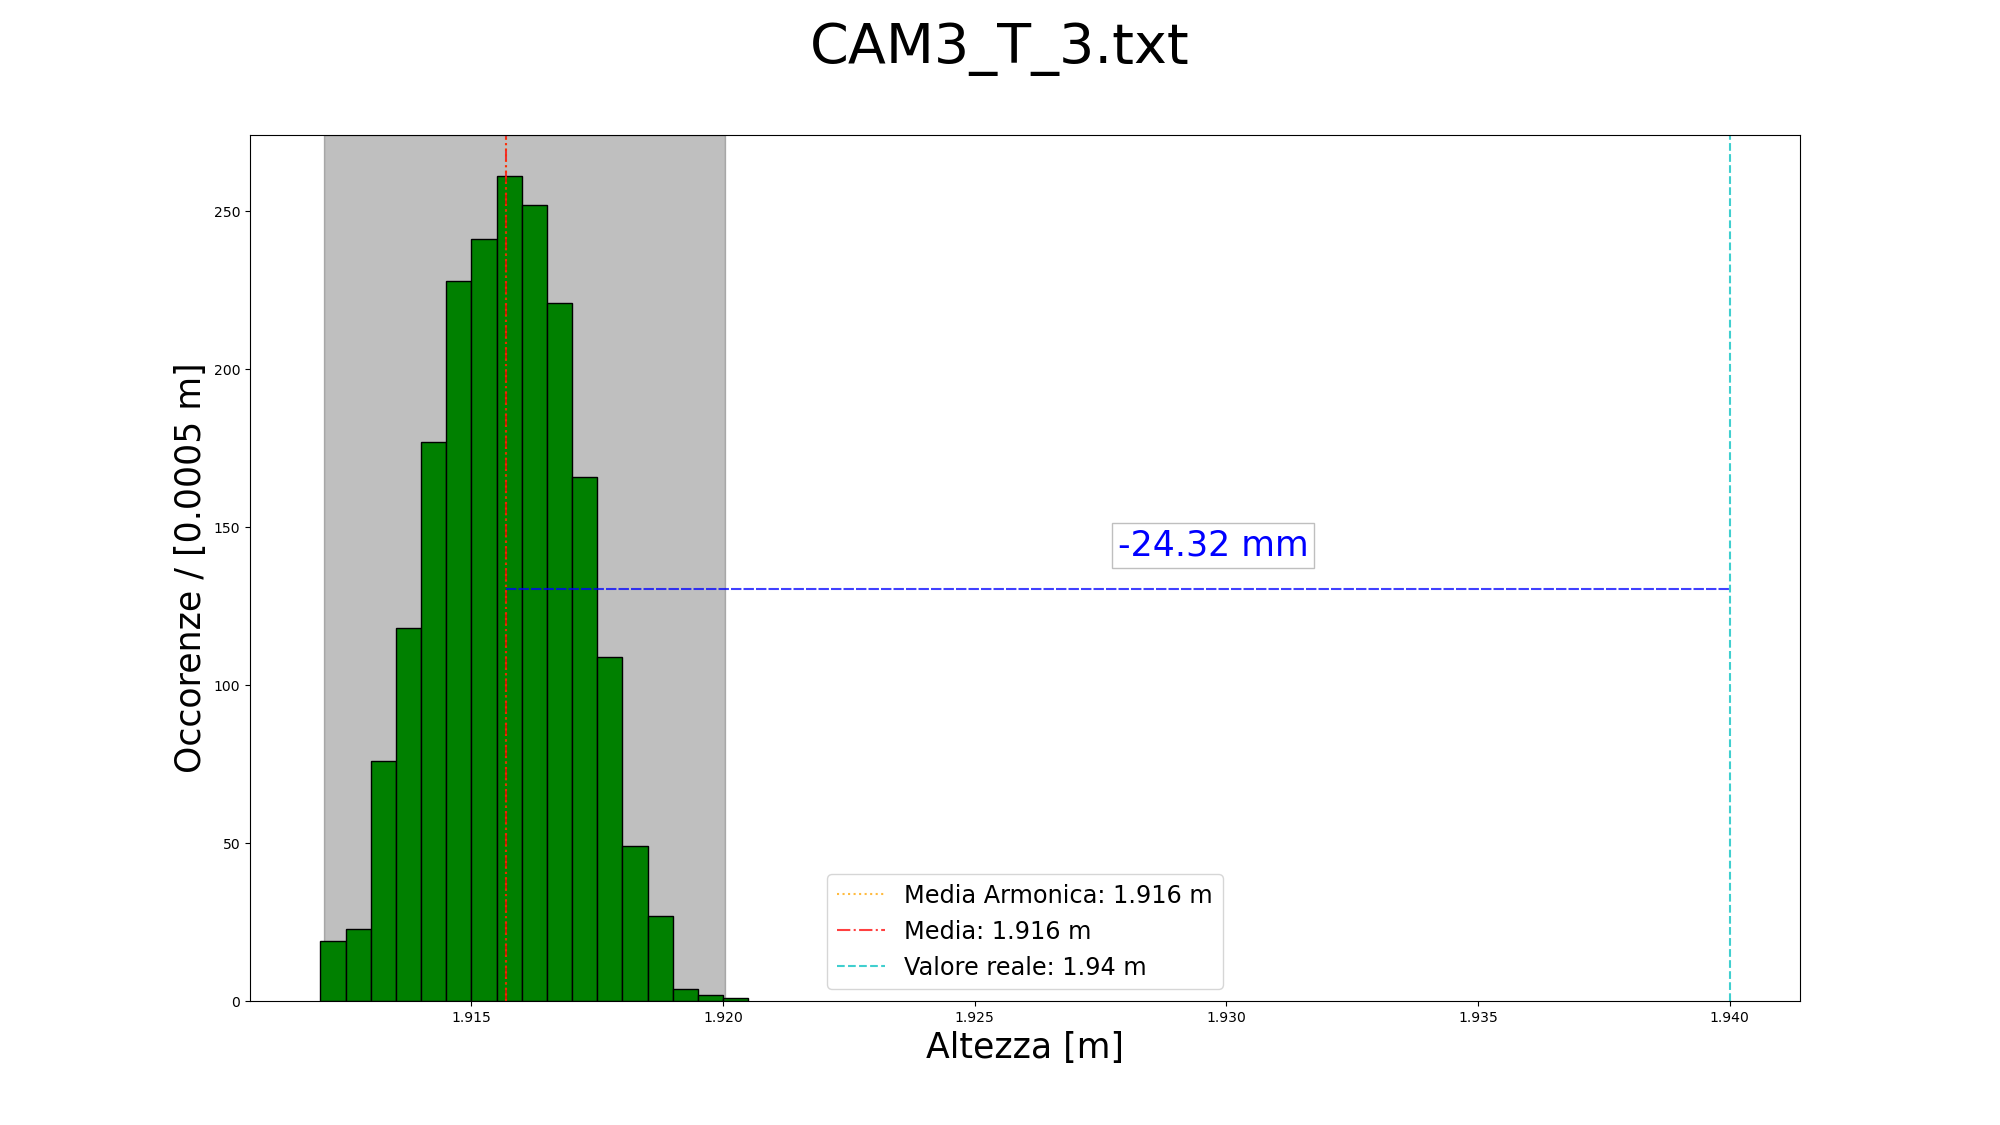 CAM3_T_3.txt
Occorenze / [0.0005 m]
250
200
150
100
50
0
-24.32 mm
Media Armonica: 1.916 m
Media: 1.916 m
Valore reale: 1.94 m
1.915 1.920 1.925 1.930 1.935 1.940
Altezza [m]